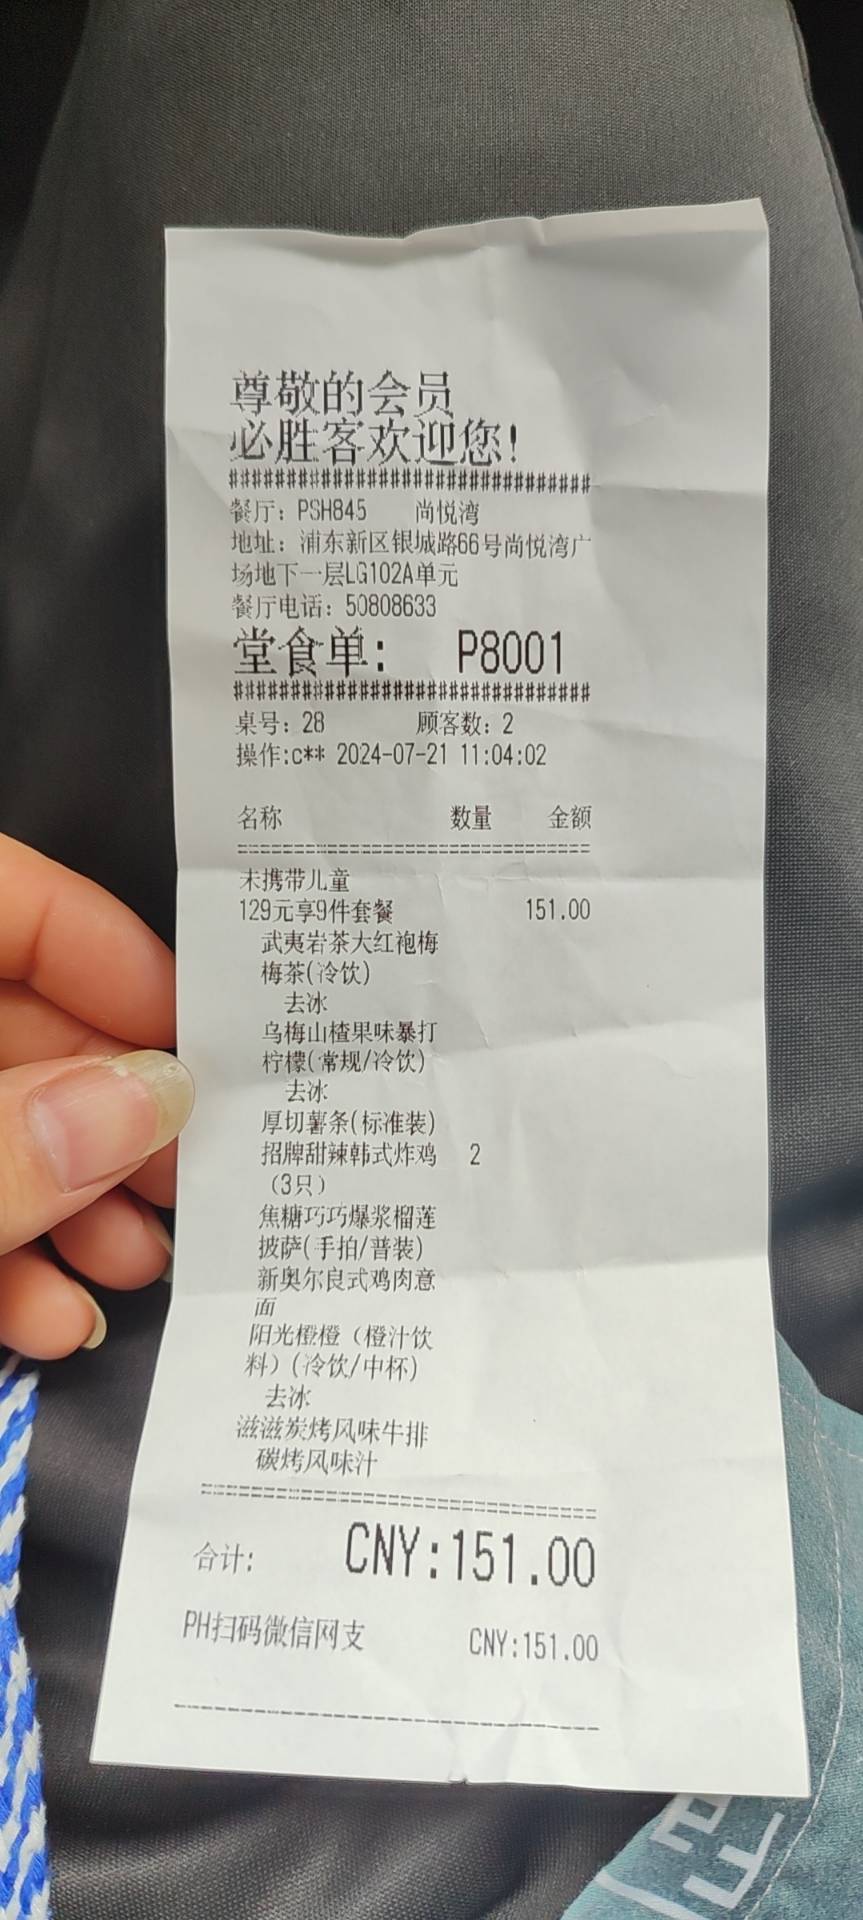 尊敬的会员
必胜客欢迎您!
################################
餐厅: PSH845 尚悦湾
地址: 浦东新区银城路66号尚悦湾广
场地下一层LG102A单元
餐厅电话: 50808633
堂食单: P8001
################################
桌号: 28 顾客数: 2
操作:c** 2024-07-21 11:04:02
名称 数量 金额
================================
未携带儿童
129元享9件套餐 151.00
武夷岩茶大红袍梅
梅茶(冷饮)
去冰
乌梅山楂果味暴打
柠檬(常规/冷饮)
去冰
厚切薯条(标准装)
招牌甜辣韩式炸鸡 2
(3只)
焦糖巧巧爆浆榴莲
披萨(手拍/普装)
新奥尔良式鸡肉意
面
阳光橙橙(橙汁饮
料)(冷饮/中杯)
去冰
滋滋炭烤风味牛排
碳烤风味汁
================================
合计: CNY:151.00
PH扫码微信网支 CNY:151.00
--------------------------------